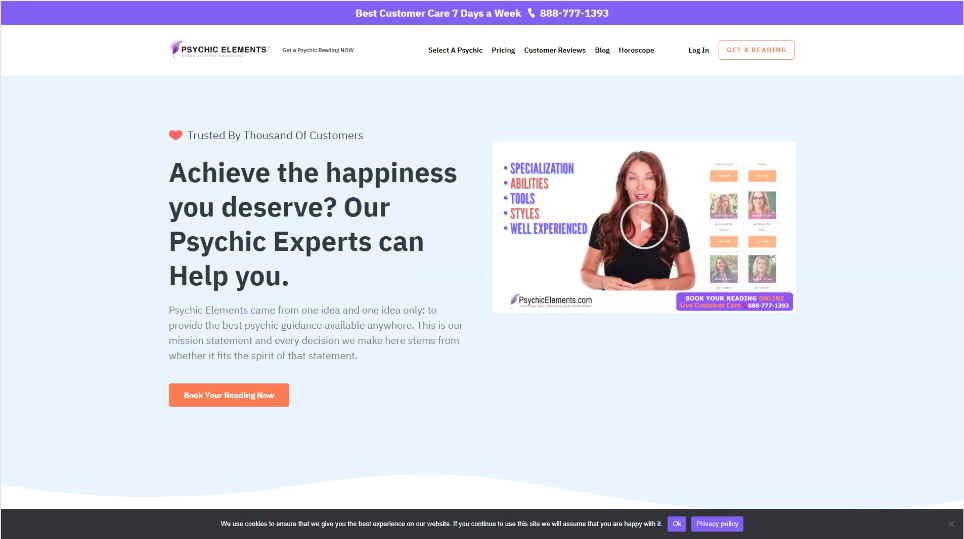 Best Customer Care 7 Days a Week 888-777-1393
PSYCHIC ELEMENTS™
Get a Psychic Reading NOW
Select A Psychic Pricing Customer Reviews Blog Horoscope
Log In
GET A READING
Trusted By Thousand Of Customers
Achieve the happiness
you deserve? Our
Psychic Experts can
Help you.
Psychic Elements came from one idea and one idea only: to
provide the best psychic guidance available anywhere. This is our
mission statement and every decision we make here stems from
whether it fits the spirit of that statement.
Book Your Reading Now
• SPECIALIZATION
• ABILITIES
• TOOLS
• STYLES
• WELL EXPERIENCED
PsychicElements.com
BOOK YOUR READING ONLINE
Live Customer Care 888-777-1393
We use cookies to ensure that we give you the best experience on our website. If you continue to use this site we will assume that you are happy with it.
Ok
Privacy policy